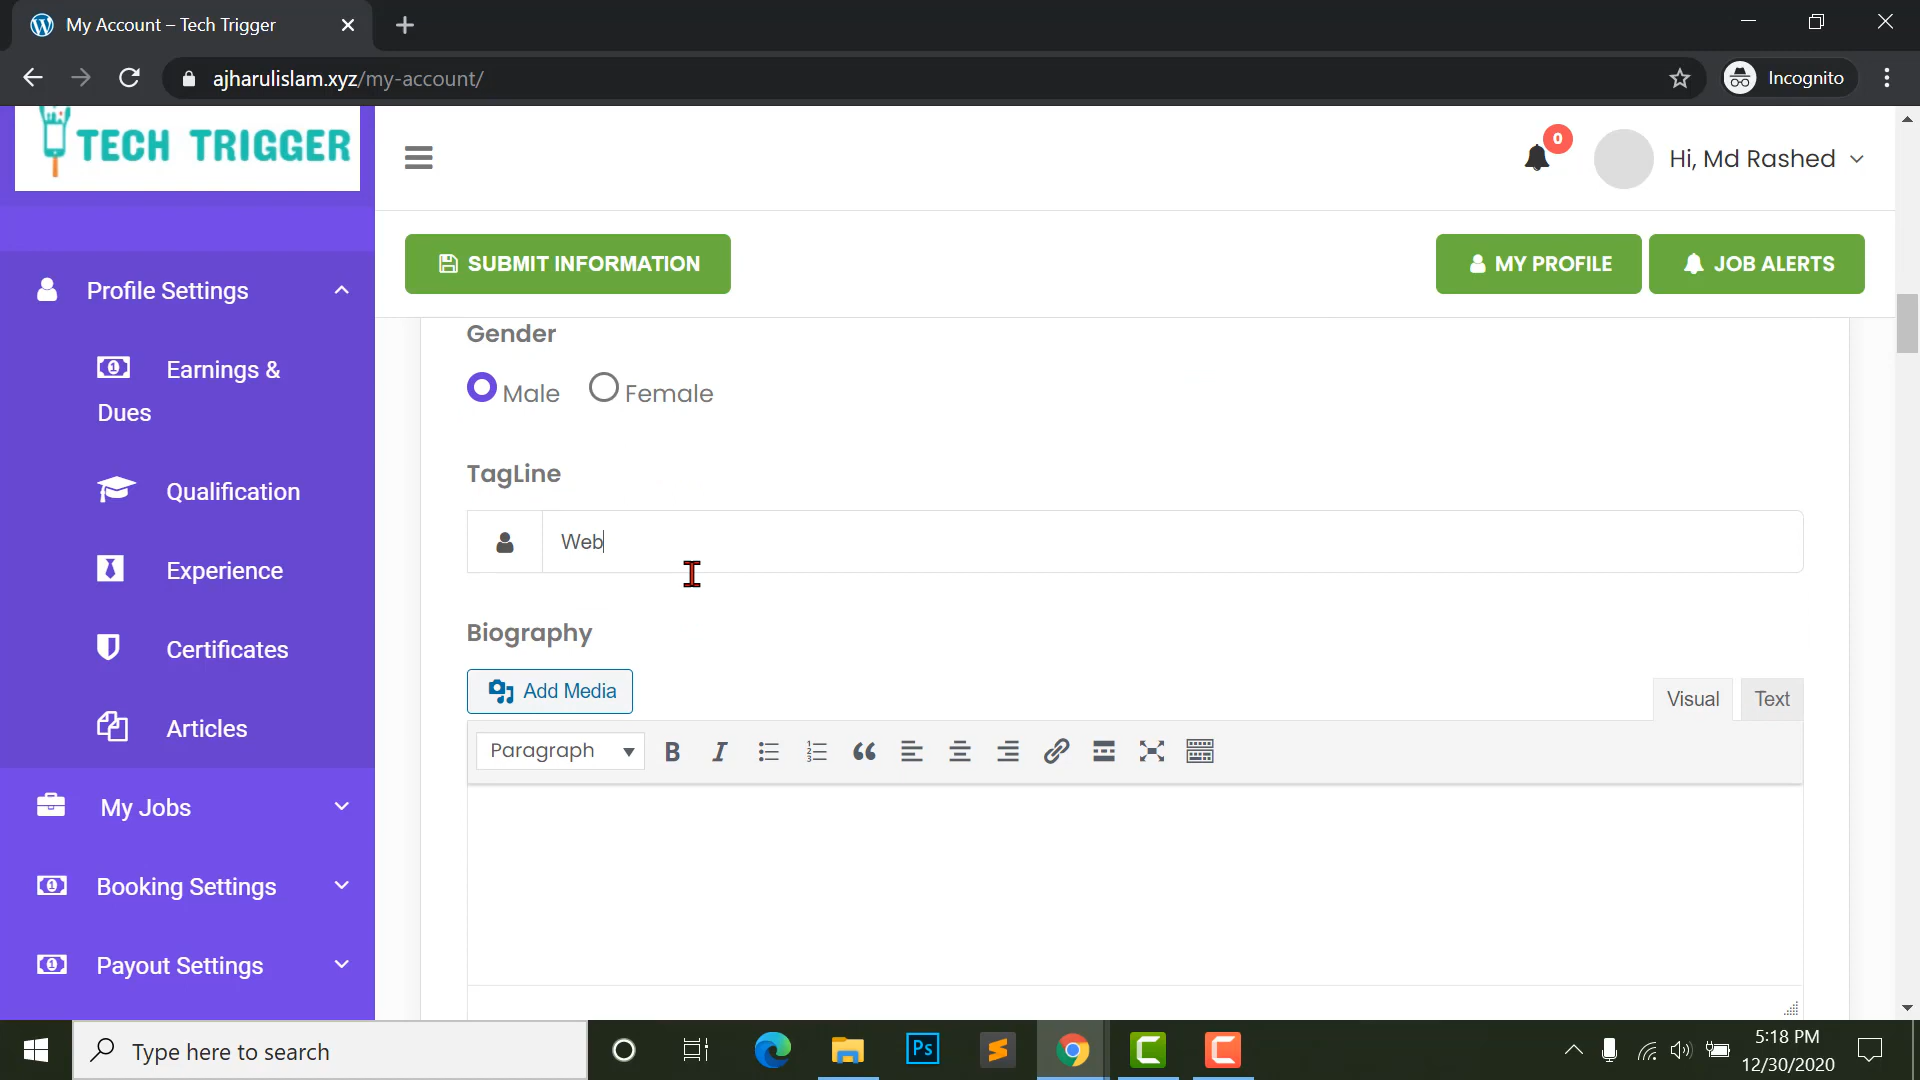 My Account – Tech Trigger
ajharulislam.xyz/my-account/
Incognito
TECH TRIGGER
0
Hi, Md Rashed
SUBMIT INFORMATION
MY PROFILE
JOB ALERTS
Profile Settings
Earnings &
Dues
Qualification
Experience
Certificates
Articles
My Jobs
Booking Settings
Payout Settings
Gender
Male
Female
TagLine
Web
Biography
Add Media
Visual
Text
Paragraph
Type here to search
Ps
5:18 PM
12/30/2020